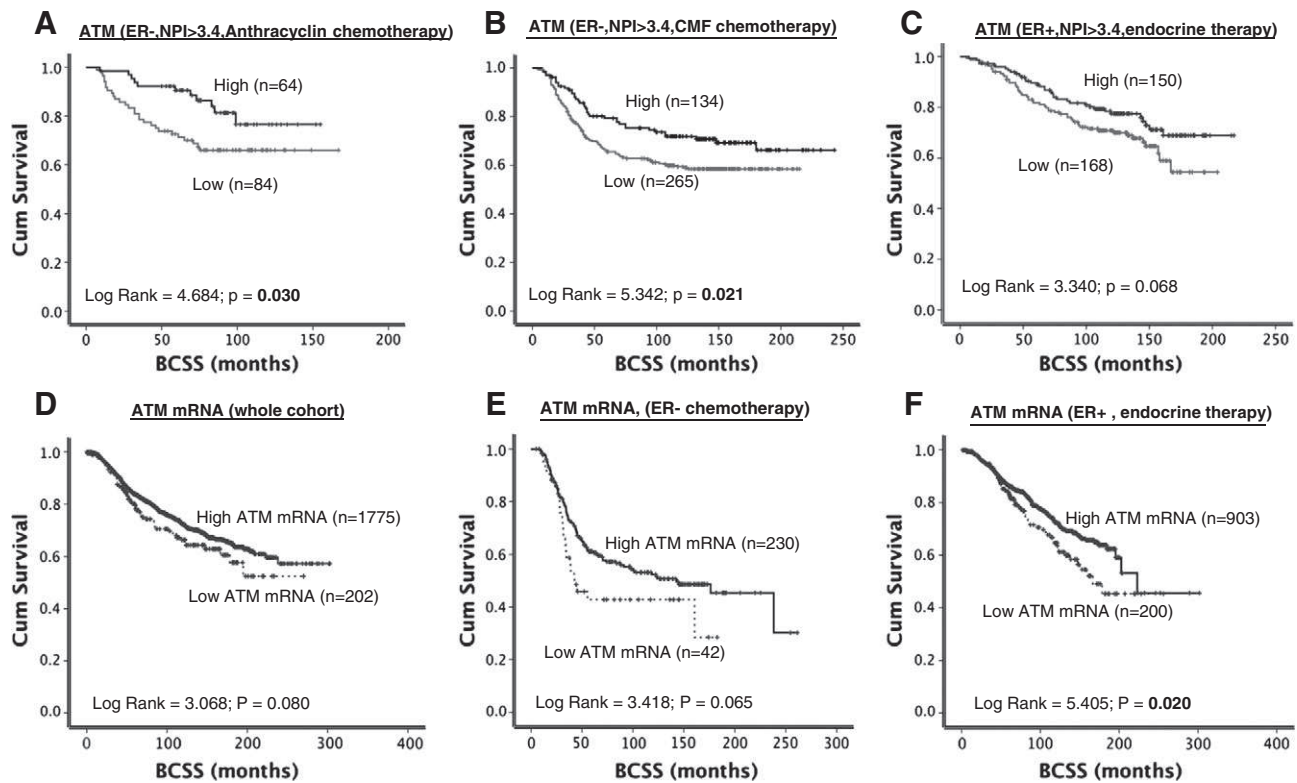 A ATM (ER-,NPI>3.4,Anthracyclin chemotherapy)
Cum Survival
1.0
0.8
0.6
0.4
0.2
0.0
High (n=64)
Low (n=84)
Log Rank = 4.684; p = 0.030
0 50 100 150 200
BCSS (months)
B ATM (ER-,NPI>3.4,CMF chemotherapy)
Cum Survival
1.0
0.8
0.6
0.4
0.2
0.0
High (n=134)
Low (n=265)
Log Rank = 5.342; p = 0.021
0 50 100 150 200 250
BCSS (months)
C ATM (ER+,NPI>3.4,endocrine therapy)
Cum Survival
1.0
0.8
0.6
0.4
0.2
0.0
High (n=150)
Low (n=168)
Log Rank = 3.340; p = 0.068
0 50 100 150 200 250
BCSS (months)
D ATM mRNA (whole cohort)
Cum Survival
1.0
0.8
0.6
0.4
0.2
0.0
High ATM mRNA (n=1775)
Low ATM mRNA (n=202)
Log Rank = 3.068; P = 0.080
0 100 200 300 400
BCSS (months)
E ATM mRNA, (ER- chemotherapy)
Cum Survival
1.0
0.8
0.6
0.4
0.2
0.0
High ATM mRNA (n=230)
Low ATM mRNA (n=42)
Log Rank = 3.418; P = 0.065
0 50 100 150 200 250 300
BCSS (months)
F ATM mRNA (ER+ , endocrine therapy)
Cum Survival
1.0
0.8
0.6
0.4
0.2
0.0
High ATM mRNA (n=903)
Low ATM mRNA (n=200)
Log Rank = 5.405; P = 0.020
0 100 200 300 400
BCSS (months)